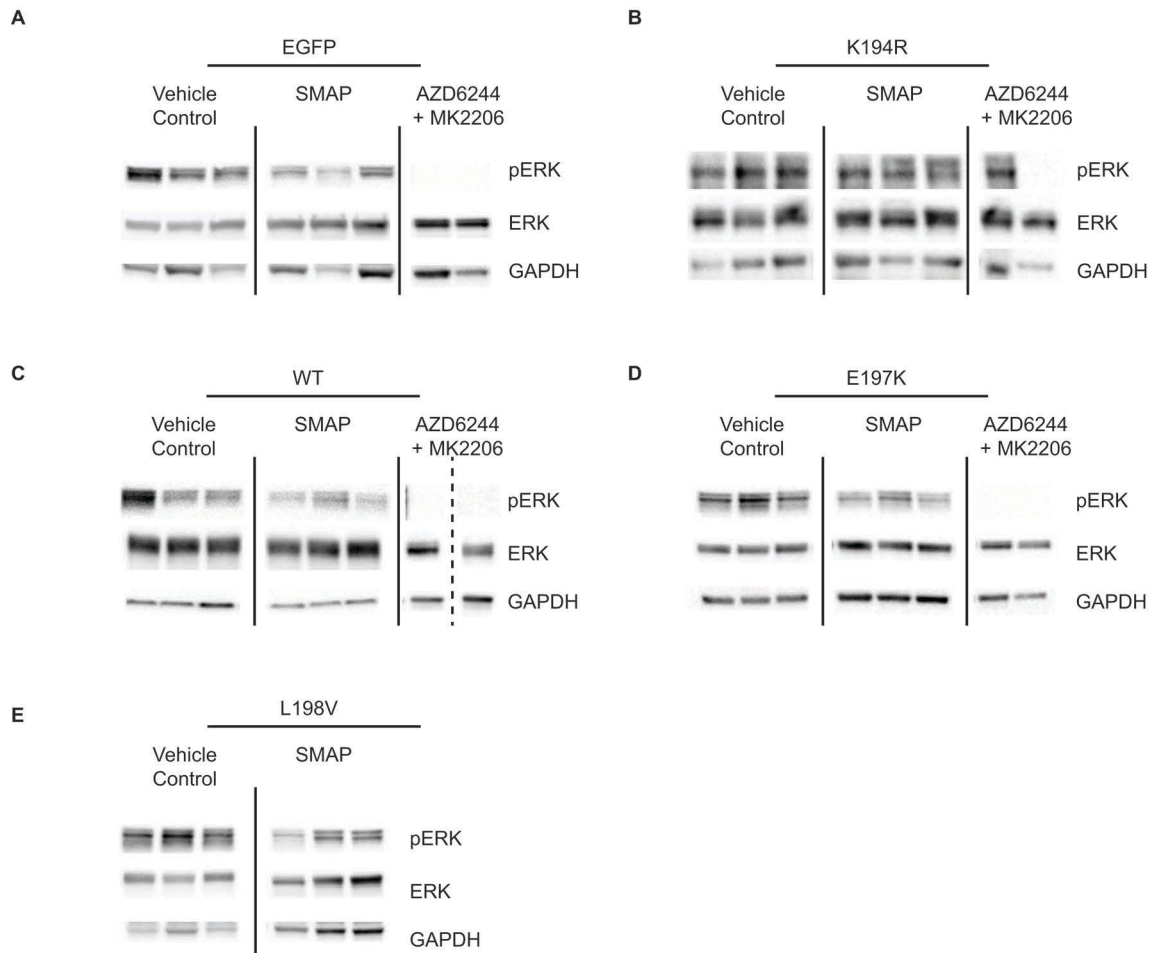 A
EGFP
Vehicle
Control
SMAP
AZD6244
+ MK2206
pERK
ERK
GAPDH
B
K194R
Vehicle
Control
SMAP
AZD6244
+ MK2206
pERK
ERK
GAPDH
C
WT
Vehicle
Control
SMAP
AZD6244
+ MK2206
pERK
ERK
GAPDH
D
E197K
Vehicle
Control
SMAP
AZD6244
+ MK2206
pERK
ERK
GAPDH
E
L198V
Vehicle
Control
SMAP
pERK
ERK
GAPDH